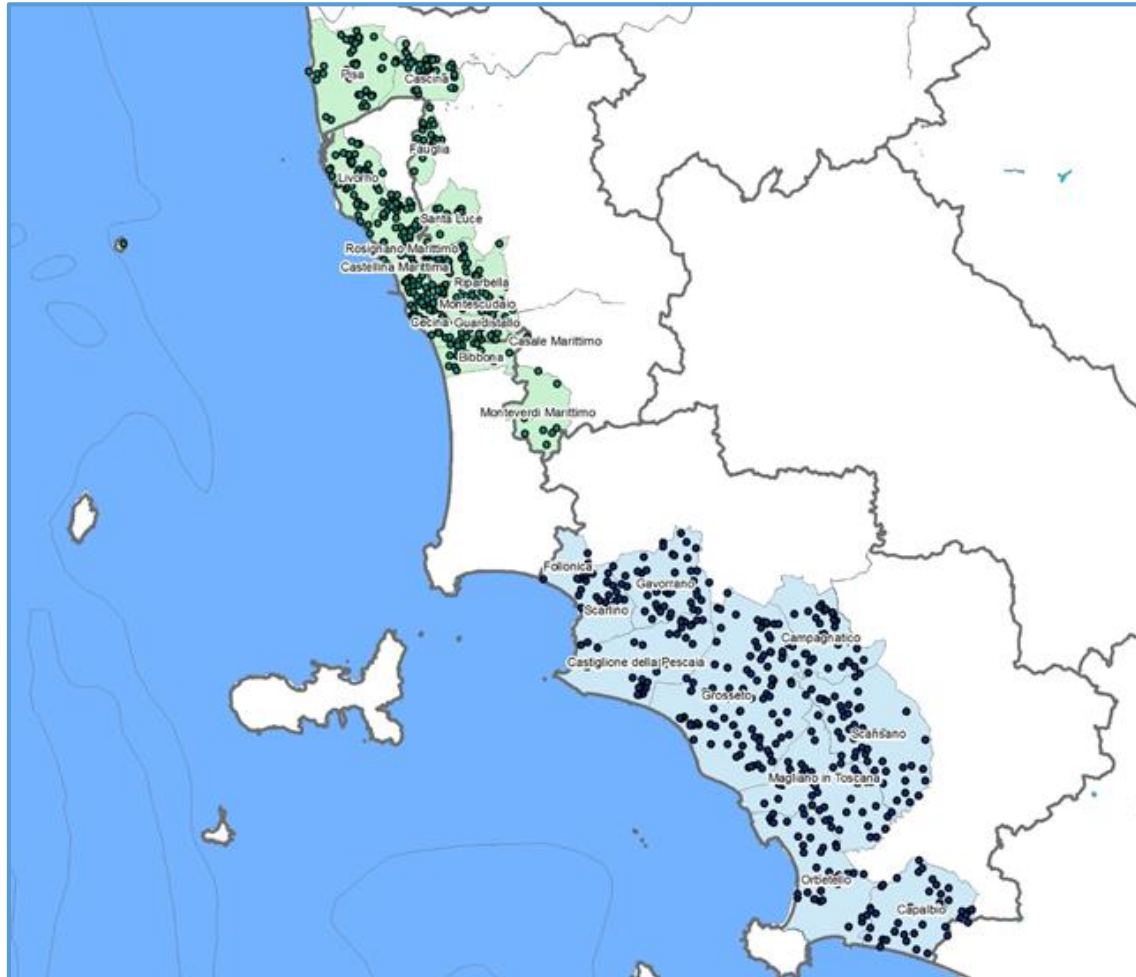 Pisa
Cascina
Fauglia
Livorno
Santa Luce
Rosignano Marittimo
Castellina Marittima
Riparbella
Montescudaio
Cecina
Guardistallo
Casale Marittimo
Bibbona
Monteverdi Marittimo
Follonica
Gavorrano
Scarlino
Campagnatico
Castiglione della Pescaia
Grosseto
Scansano
Magliano in Toscana
Orbetello
Capalbio